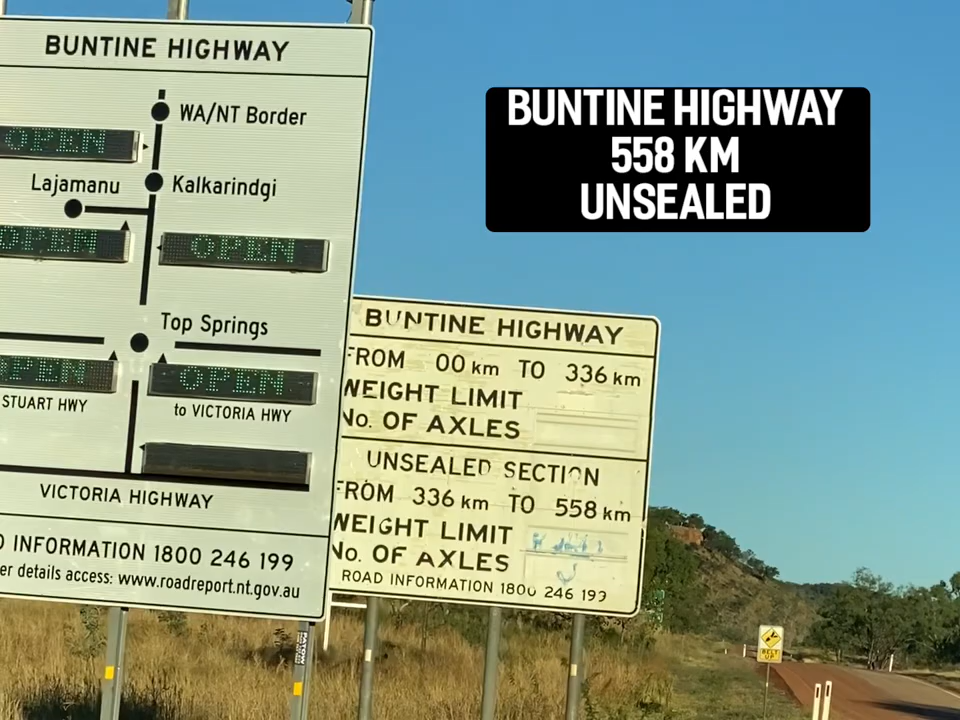 BUNTINE HIGHWAY
WA/NT Border
OPEN
Lajamanu
Kalkarindgi
OPEN
OPEN
Top Springs
OPEN
OPEN
STUART HWY
to VICTORIA HWY
VICTORIA HIGHWAY
INFORMATION 1800 246 199
details access: www.roadreport.nt.gov.au
BUNTINE HIGHWAY
558 KM
UNSEALED
BUNTINE HIGHWAY
FROM 00 km TO 336 km
WEIGHT LIMIT
No. OF AXLES
UNSEALED SECTION
FROM 336 km TO 558 km
WEIGHT LIMIT
No. OF AXLES
ROAD INFORMATION 1800 246 199
BELT UP